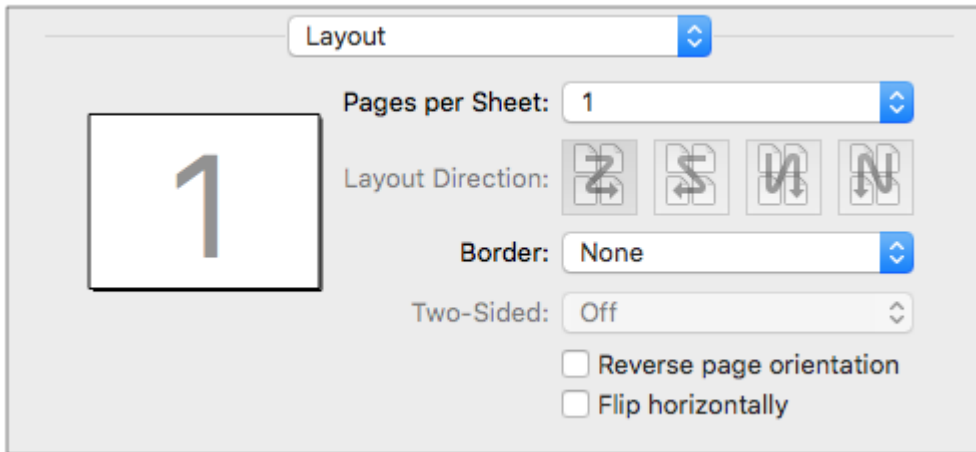 Layout
Pages per Sheet: 1
1
Layout Direction:
Border: None
Two-Sided: Off
Reverse page orientation
Flip horizontally